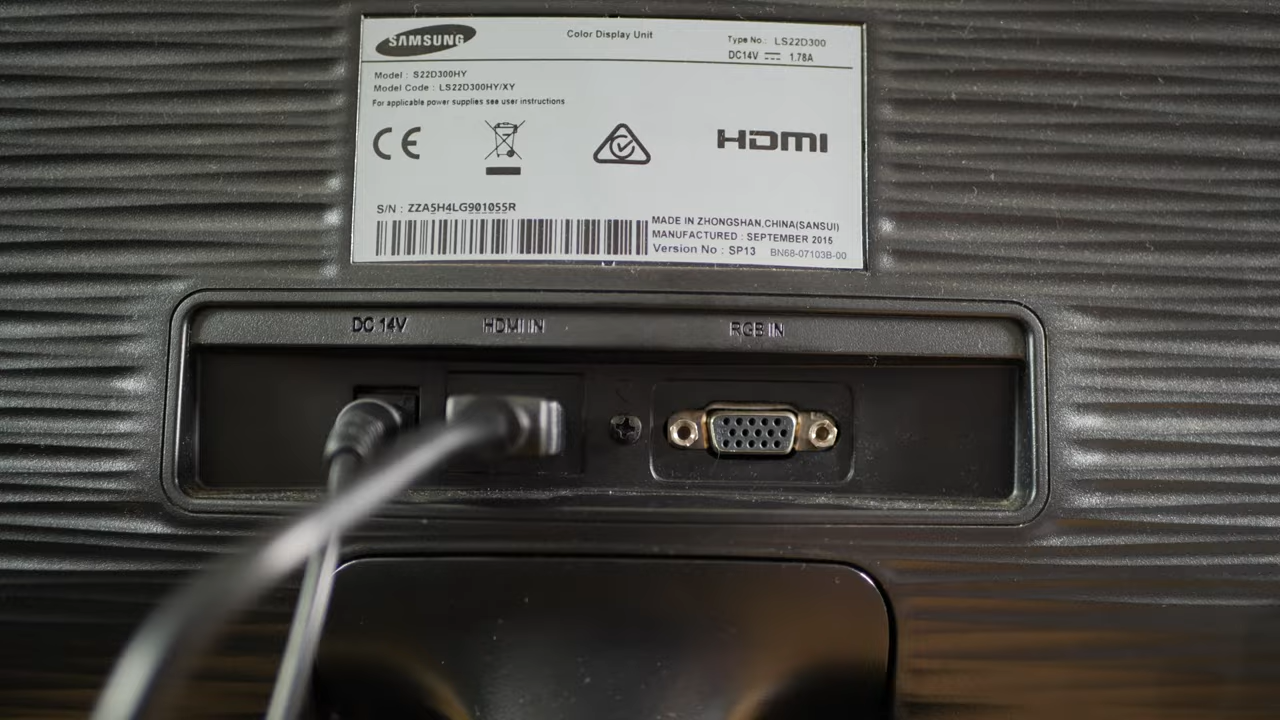 SAMSUNG
Color Display Unit
Type No.: LS22D300
DC14V ⎓ 1.78A
Model : S22D300HY
Model Code : LS22D300HY/XY
For applicable power supplies see user instructions
CE
HDMI
S/N : ZZA5H4LG901055R
MADE IN ZHONGSHAN,CHINA(SANSUI)
MANUFACTURED : SEPTEMBER 2015
Version No : SP13 BN68-07103B-00
DC 14V
HDMI IN
RGB IN